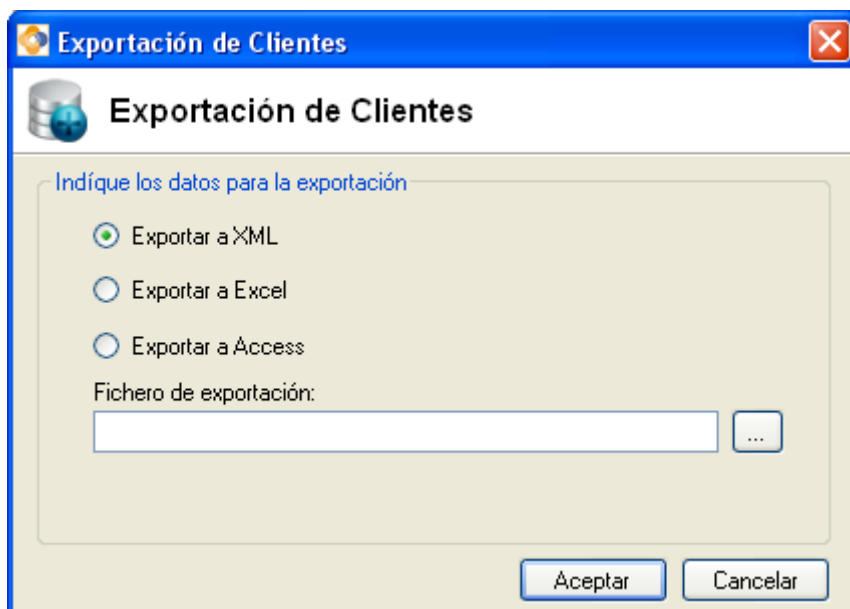 Exportación de Clientes
Exportación de Clientes
Indíque los datos para la exportación
Exportar a XML
Exportar a Excel
Exportar a Access
Fichero de exportación:
...
Aceptar Cancelar